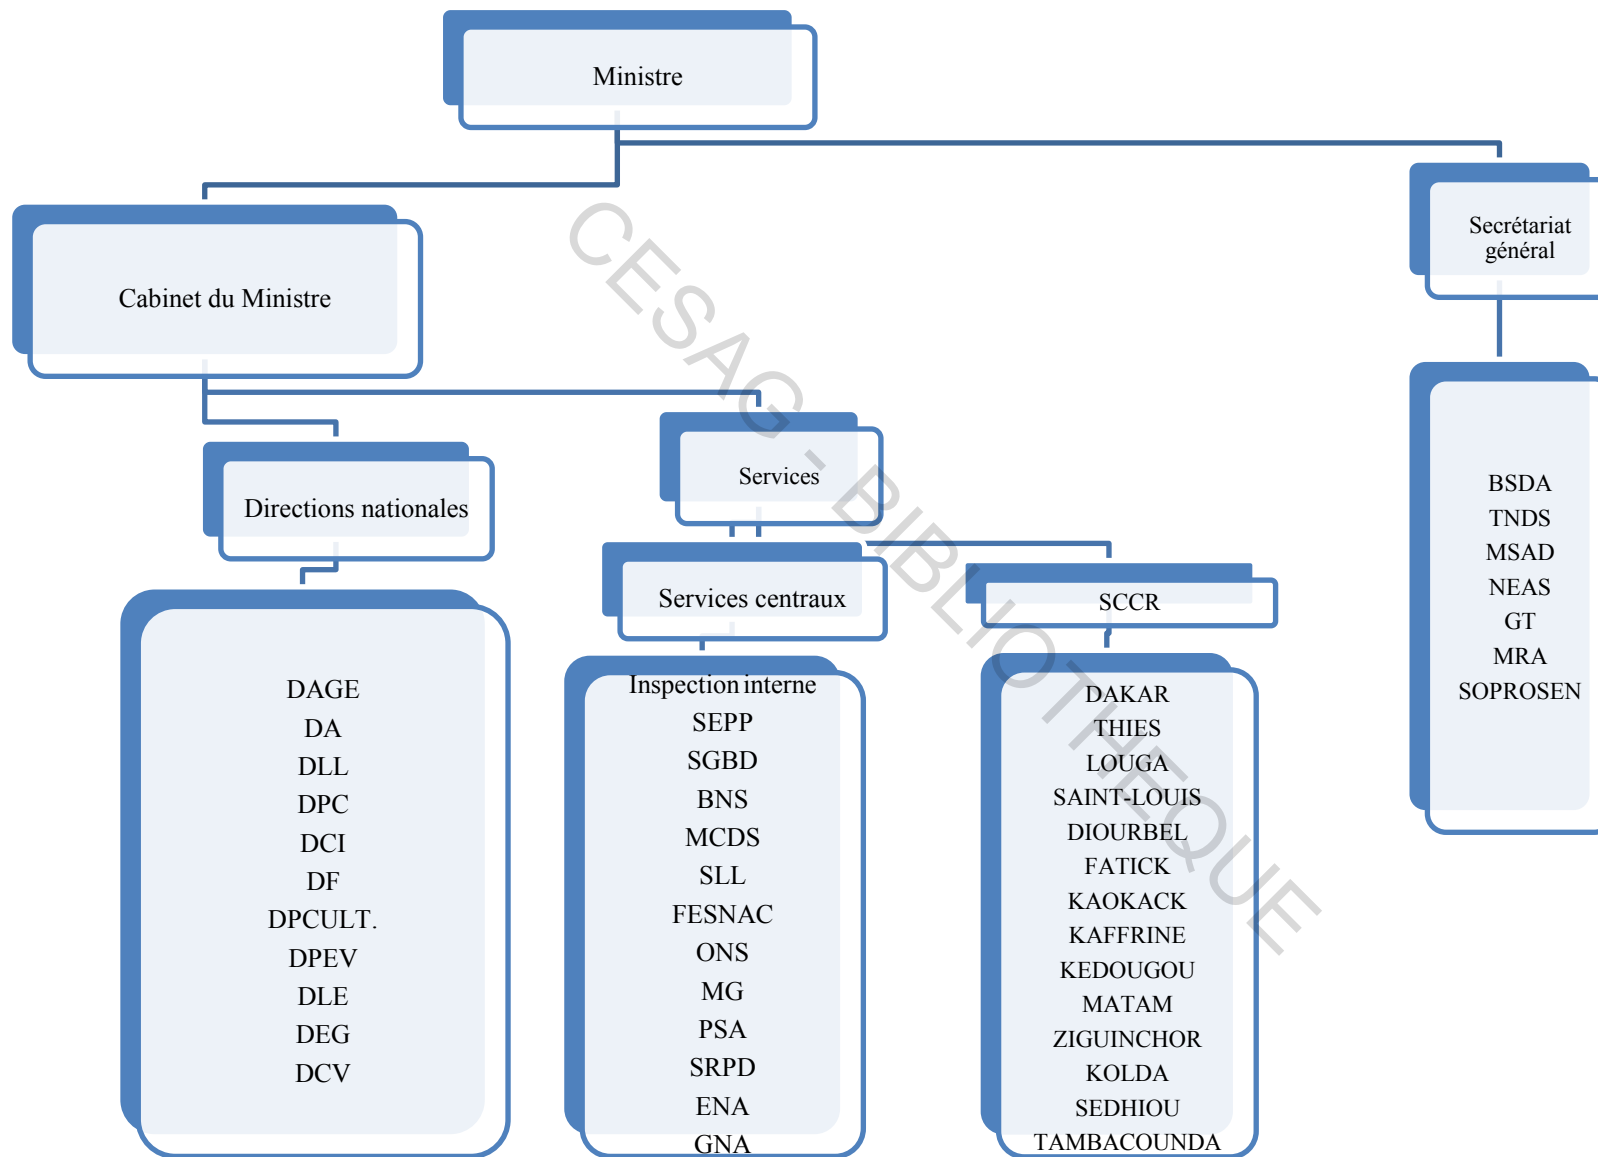 Ministre
Cabinet du Ministre
Secrétariat
général
Directions nationales
Services
Services centraux
SCCR
DAGE
DA
DLL
DPC
DCI
DF
DPCULT.
DPEV
DLE
DEG
DCV
Inspection interne
SEPP
SGBD
BNS
MCDS
SLL
FESNAC
ONS
MG
PSA
SRPD
ENA
GNA
DAKAR
THIES
LOUGA
SAINT-LOUIS
DIOURBEL
FATICK
KAOKACK
KAFFRINE
KEDOUGOU
MATAM
ZIGUINCHOR
KOLDA
SEDHIOU
TAMBACOUNDA
BSDA
TNDS
MSAD
NEAS
GT
MRA
SOPROSEN
CESAG - BIBLIOTHEQUE